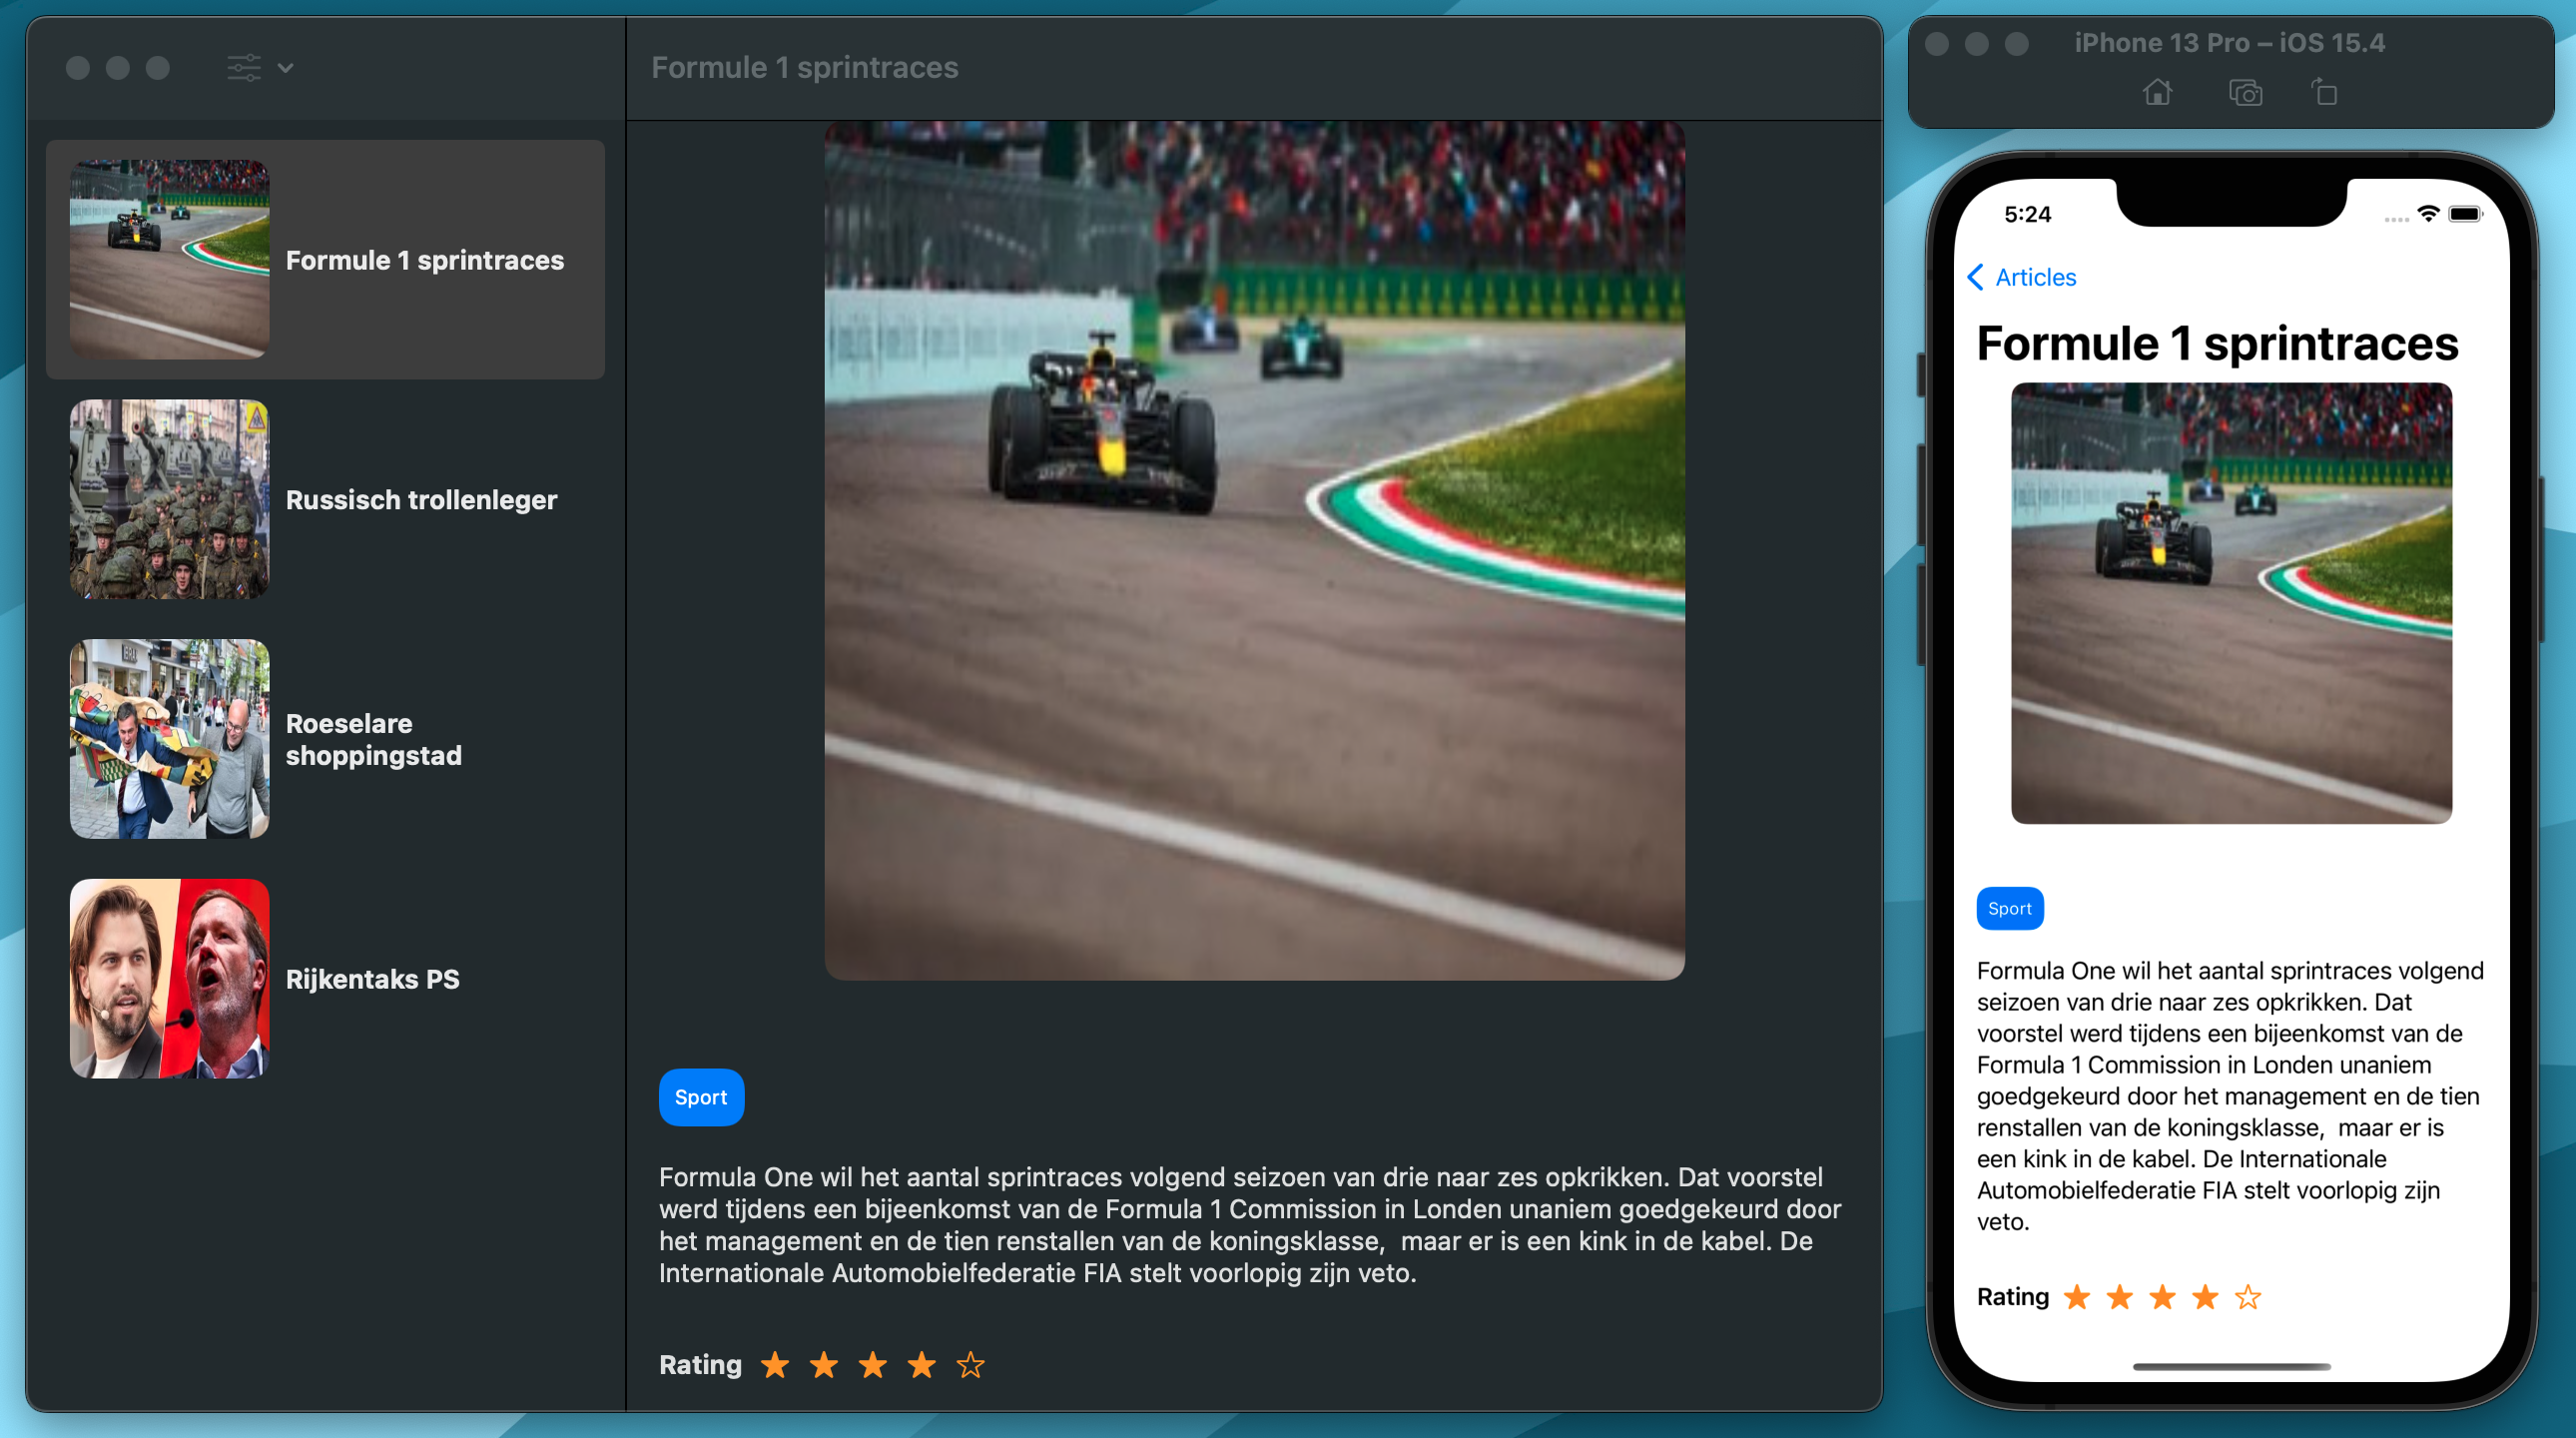 Formule 1 sprintraces
Formule 1 sprintraces
Russisch trollenleger
Roeselare
shoppingstad
Rijkentaks PS
Sport
Formula One wil het aantal sprintraces volgend seizoen van drie naar zes opkrikken. Dat voorstel
werd tijdens een bijeenkomst van de Formula 1 Commission in Londen unaniem goedgekeurd door
het management en de tien renstallen van de koningsklasse,  maar er is een kink in de kabel. De
Internationale Automobielfederatie FIA stelt voorlopig zijn veto.
Rating
iPhone 13 Pro – iOS 15.4
5:24
Articles
Formule 1 sprintraces
Sport
Formula One wil het aantal sprintraces volgend
seizoen van drie naar zes opkrikken. Dat
voorstel werd tijdens een bijeenkomst van de
Formula 1 Commission in Londen unaniem
goedgekeurd door het management en de tien
renstallen van de koningsklasse,  maar er is
een kink in de kabel. De Internationale
Automobielfederatie FIA stelt voorlopig zijn
veto.
Rating